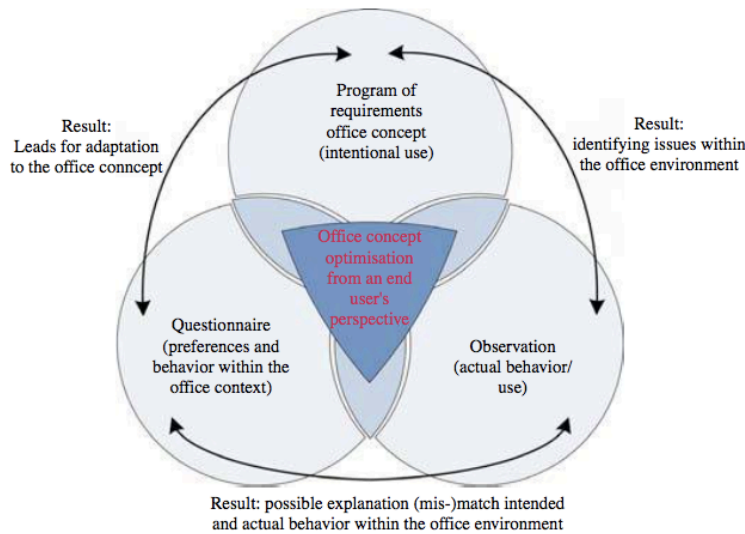 Program of
requirements
office concept
(intentional use)
Result:
Leads for adaptation
to the office conncept
Result:
identifying issues within
the office environment
Office concept
optimisation
from an end
user's
perspective
Questionnaire
(preferences and
behavior within the
office context)
Observation
(actual behavior/
use)
Result: possible explanation (mis-)match intended
and actual behavior within the office environment